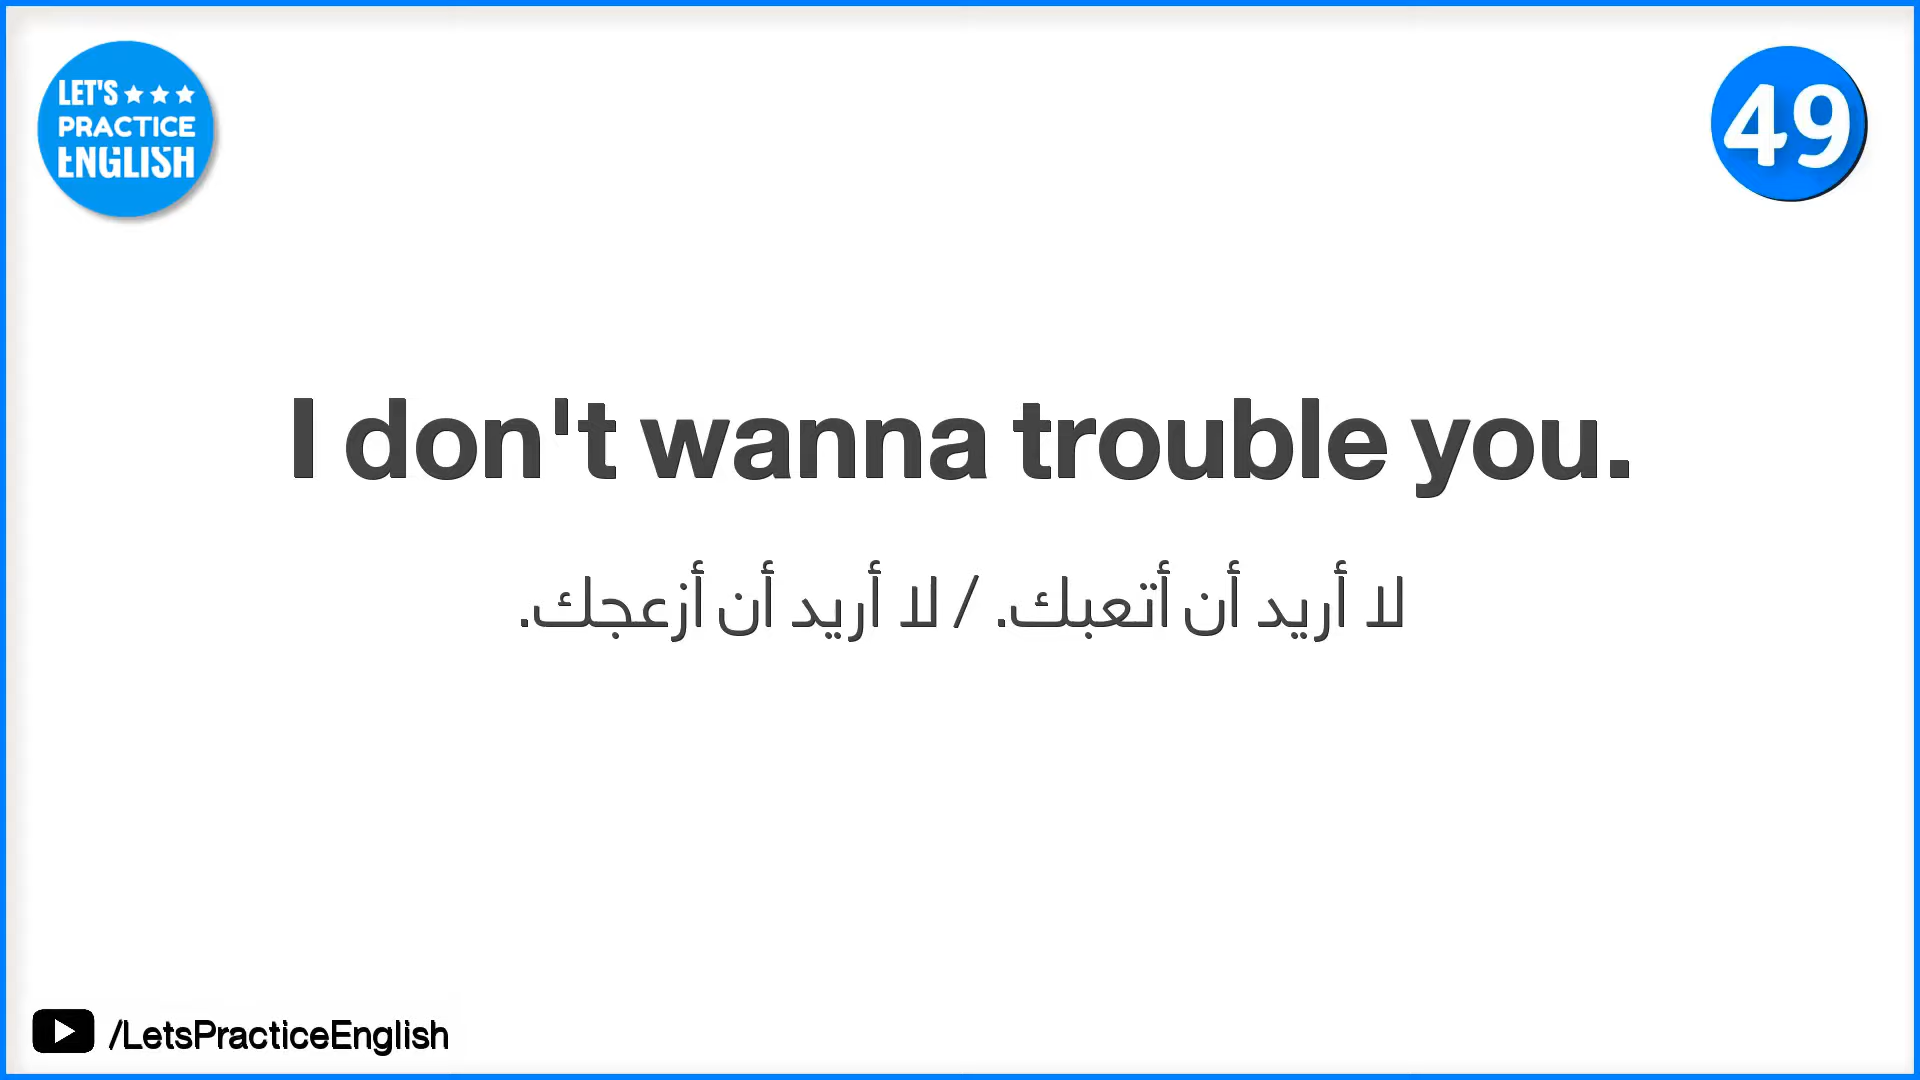 LET'S
PRACTICE
ENGLISH
49
I don't wanna trouble you.
لا أريد أن أتعبك. / لا أريد أن أزعجك.
/LetsPracticeEnglish